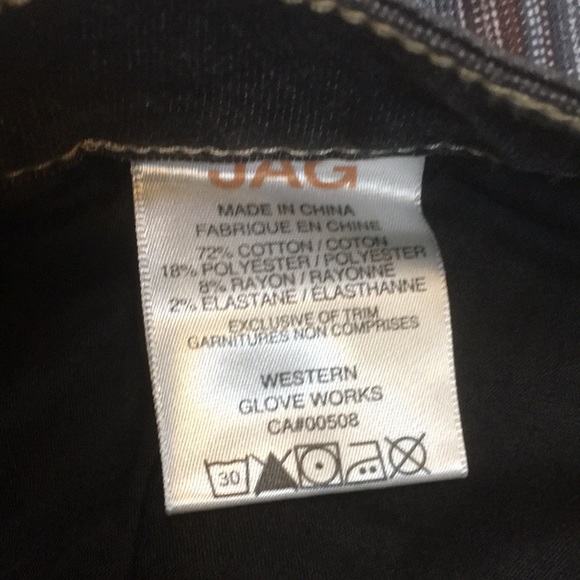 JAG
MADE IN CHINA
FABRIQUE EN CHINE
72% COTTON / COTON
18% POLYESTER / POLYESTER
8% RAYON / RAYONNE
2% ELASTANE / ELASTHANNE
EXCLUSIVE OF TRIM
GARNITURES NON COMPRISES
WESTERN
GLOVE WORKS
CA#00508
30